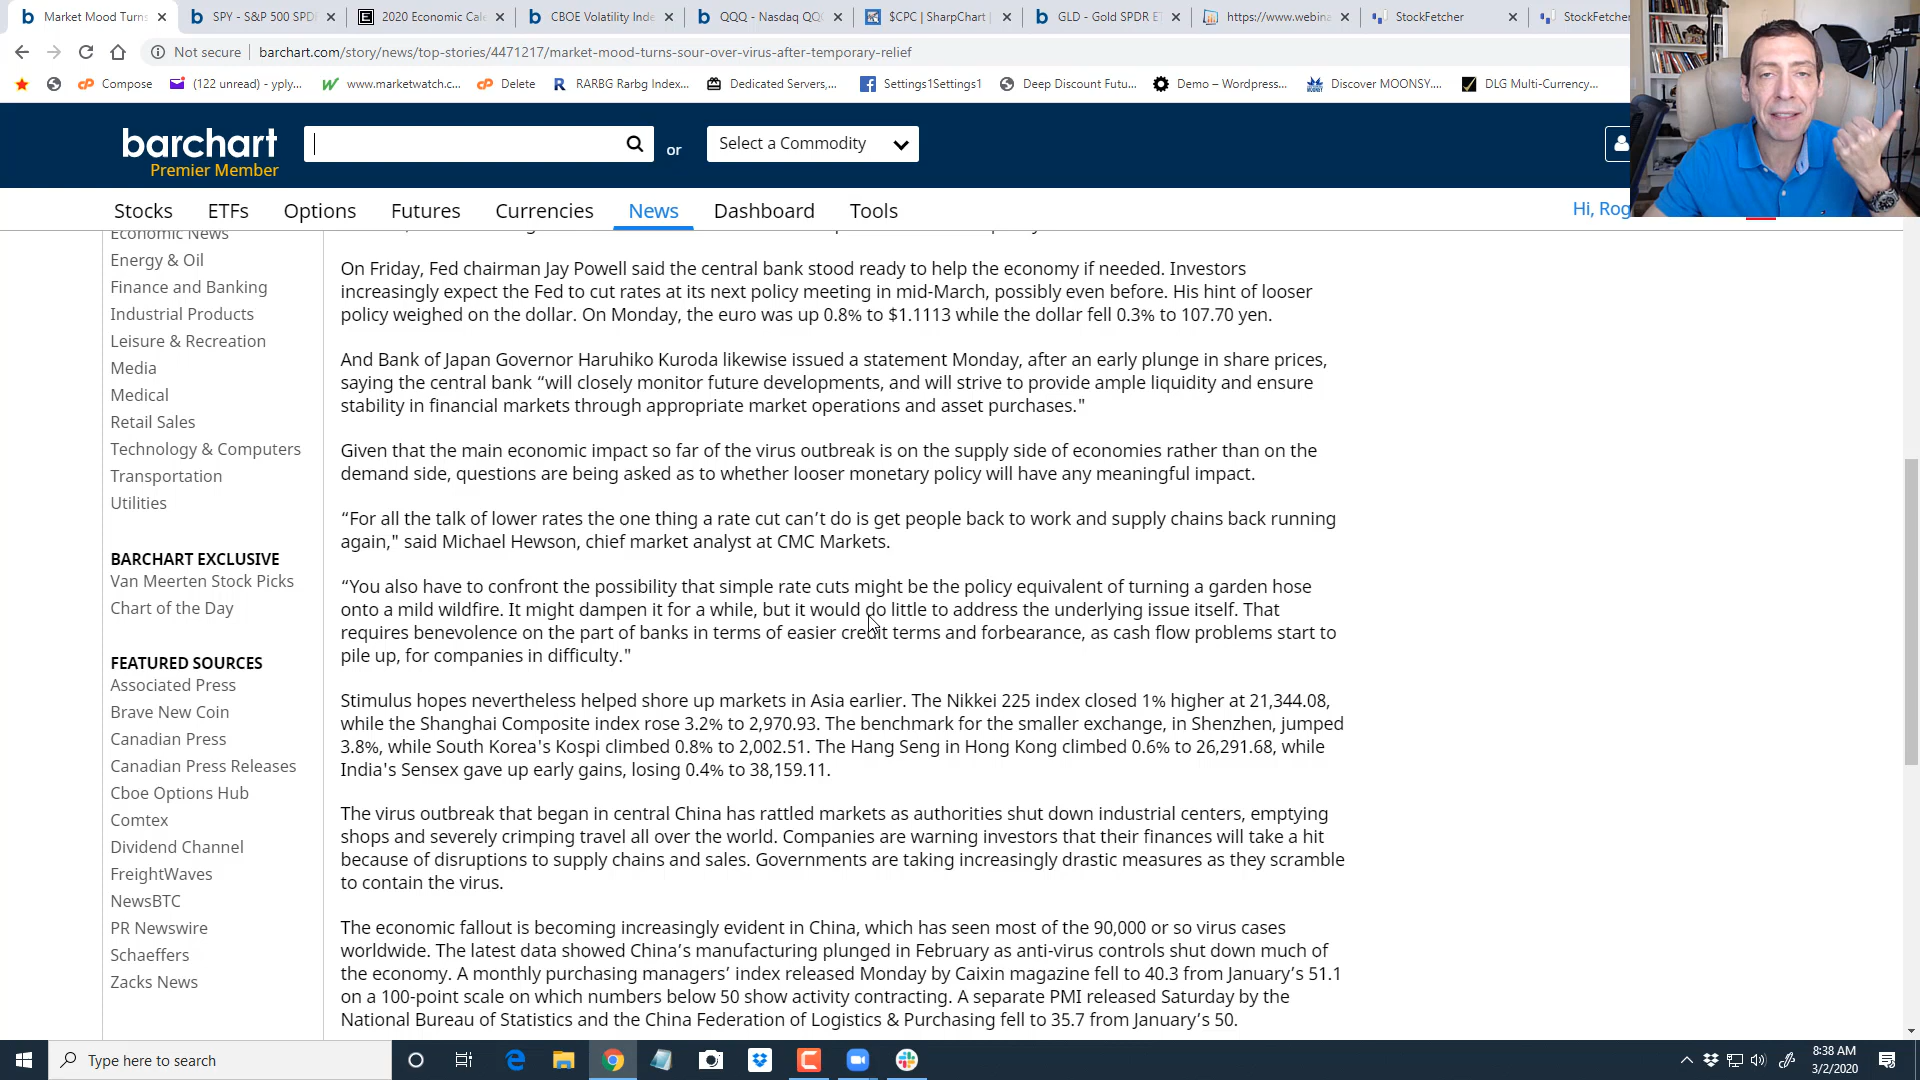 Market Mood Turns
SPY - S&P 500 SPD
2020 Economic Cale
CBOE Volatility Inde
QQQ - Nasdaq QQ
$CPC | SharpChart |
GLD - Gold SPDR E
https://www.webina
StockFetcher
StockFetcher
Not secure
barchart.com/story/news/top-stories/4471217/market-mood-turns-sour-over-virus-after-temporary-relief
Compose
(122 unread) - yply...
www.marketwatch.c...
Delete
RARBG Rarbg Index...
Dedicated Servers,...
Settings1Settings1
Deep Discount Futu...
Demo – Wordpress...
Discover MOONSY....
DLG Multi-Currency...
barchart
Premier Member
or
Select a Commodity
Stocks
ETFs
Options
Futures
Currencies
News
Dashboard
Tools
Hi, Rog
Economic News
Energy & Oil
Finance and Banking
Industrial Products
Leisure & Recreation
Media
Medical
Retail Sales
Technology & Computers
Transportation
Utilities
BARCHART EXCLUSIVE
Van Meerten Stock Picks
Chart of the Day
FEATURED SOURCES
Associated Press
Brave New Coin
Canadian Press
Canadian Press Releases
Cboe Options Hub
Comtex
Dividend Channel
FreightWaves
NewsBTC
PR Newswire
Schaeffers
Zacks News
On Friday, Fed chairman Jay Powell said the central bank stood ready to help the economy if needed. Investors
increasingly expect the Fed to cut rates at its next policy meeting in mid-March, possibly even before. His hint of looser
policy weighed on the dollar. On Monday, the euro was up 0.8% to $1.1113 while the dollar fell 0.3% to 107.70 yen.
And Bank of Japan Governor Haruhiko Kuroda likewise issued a statement Monday, after an early plunge in share prices,
saying the central bank “will closely monitor future developments, and will strive to provide ample liquidity and ensure
stability in financial markets through appropriate market operations and asset purchases."
Given that the main economic impact so far of the virus outbreak is on the supply side of economies rather than on the
demand side, questions are being asked as to whether looser monetary policy will have any meaningful impact.
“For all the talk of lower rates the one thing a rate cut can’t do is get people back to work and supply chains back running
again," said Michael Hewson, chief market analyst at CMC Markets.
“You also have to confront the possibility that simple rate cuts might be the policy equivalent of turning a garden hose
onto a mild wildfire. It might dampen it for a while, but it would do little to address the underlying issue itself. That
requires benevolence on the part of banks in terms of easier credit terms and forbearance, as cash flow problems start to
pile up, for companies in difficulty."
Stimulus hopes nevertheless helped shore up markets in Asia earlier. The Nikkei 225 index closed 1% higher at 21,344.08,
while the Shanghai Composite index rose 3.2% to 2,970.93. The benchmark for the smaller exchange, in Shenzhen, jumped
3.8%, while South Korea's Kospi climbed 0.8% to 2,002.51. The Hang Seng in Hong Kong climbed 0.6% to 26,291.68, while
India's Sensex gave up early gains, losing 0.4% to 38,159.11.
The virus outbreak that began in central China has rattled markets as authorities shut down industrial centers, emptying
shops and severely crimping travel all over the world. Companies are warning investors that their finances will take a hit
because of disruptions to supply chains and sales. Governments are taking increasingly drastic measures as they scramble
to contain the virus.
The economic fallout is becoming increasingly evident in China, which has seen most of the 90,000 or so virus cases
worldwide. The latest data showed China’s manufacturing plunged in February as anti-virus controls shut down much of
the economy. A monthly purchasing managers’ index released Monday by Caixin magazine fell to 40.3 from January’s 51.1
on a 100-point scale on which numbers below 50 show activity contracting. A separate PMI released Saturday by the
National Bureau of Statistics and the China Federation of Logistics & Purchasing fell to 35.7 from January’s 50.
Type here to search
8:38 AM
3/2/2020